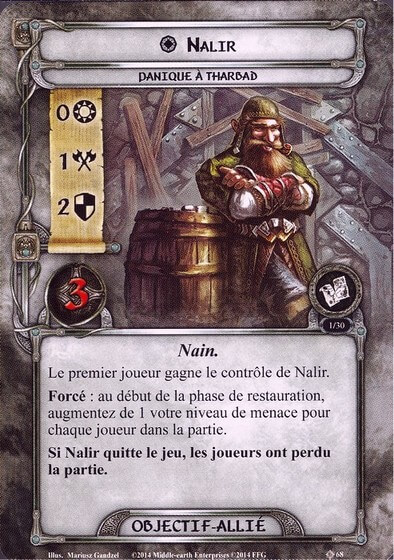 NALIR
PANIQUE À THARBAD
0
1
2
3
1/30
Nain.
Le premier joueur gagne le contrôle de Nalir.
Forcé : au début de la phase de restauration,
augmentez de 1 votre niveau de menace pour
chaque joueur dans la partie.
Si Nalir quitte le jeu, les joueurs ont perdu
la partie.
OBJECTIF-ALLIÉ
Illus. Mariusz Gandzel ©2014 Middle-earth Enterprises ©2014 FFG 68